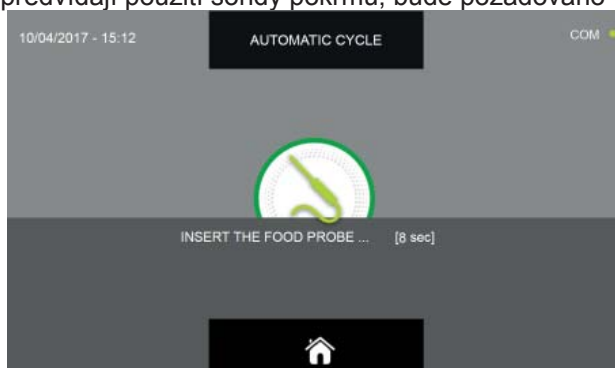 předvídají použití sondy pokrmu, bude požadováno
10/04/2017 - 15:12 AUTOMATIC CYCLE COM
INSERT THE FOOD PROBE ... [8 sec]